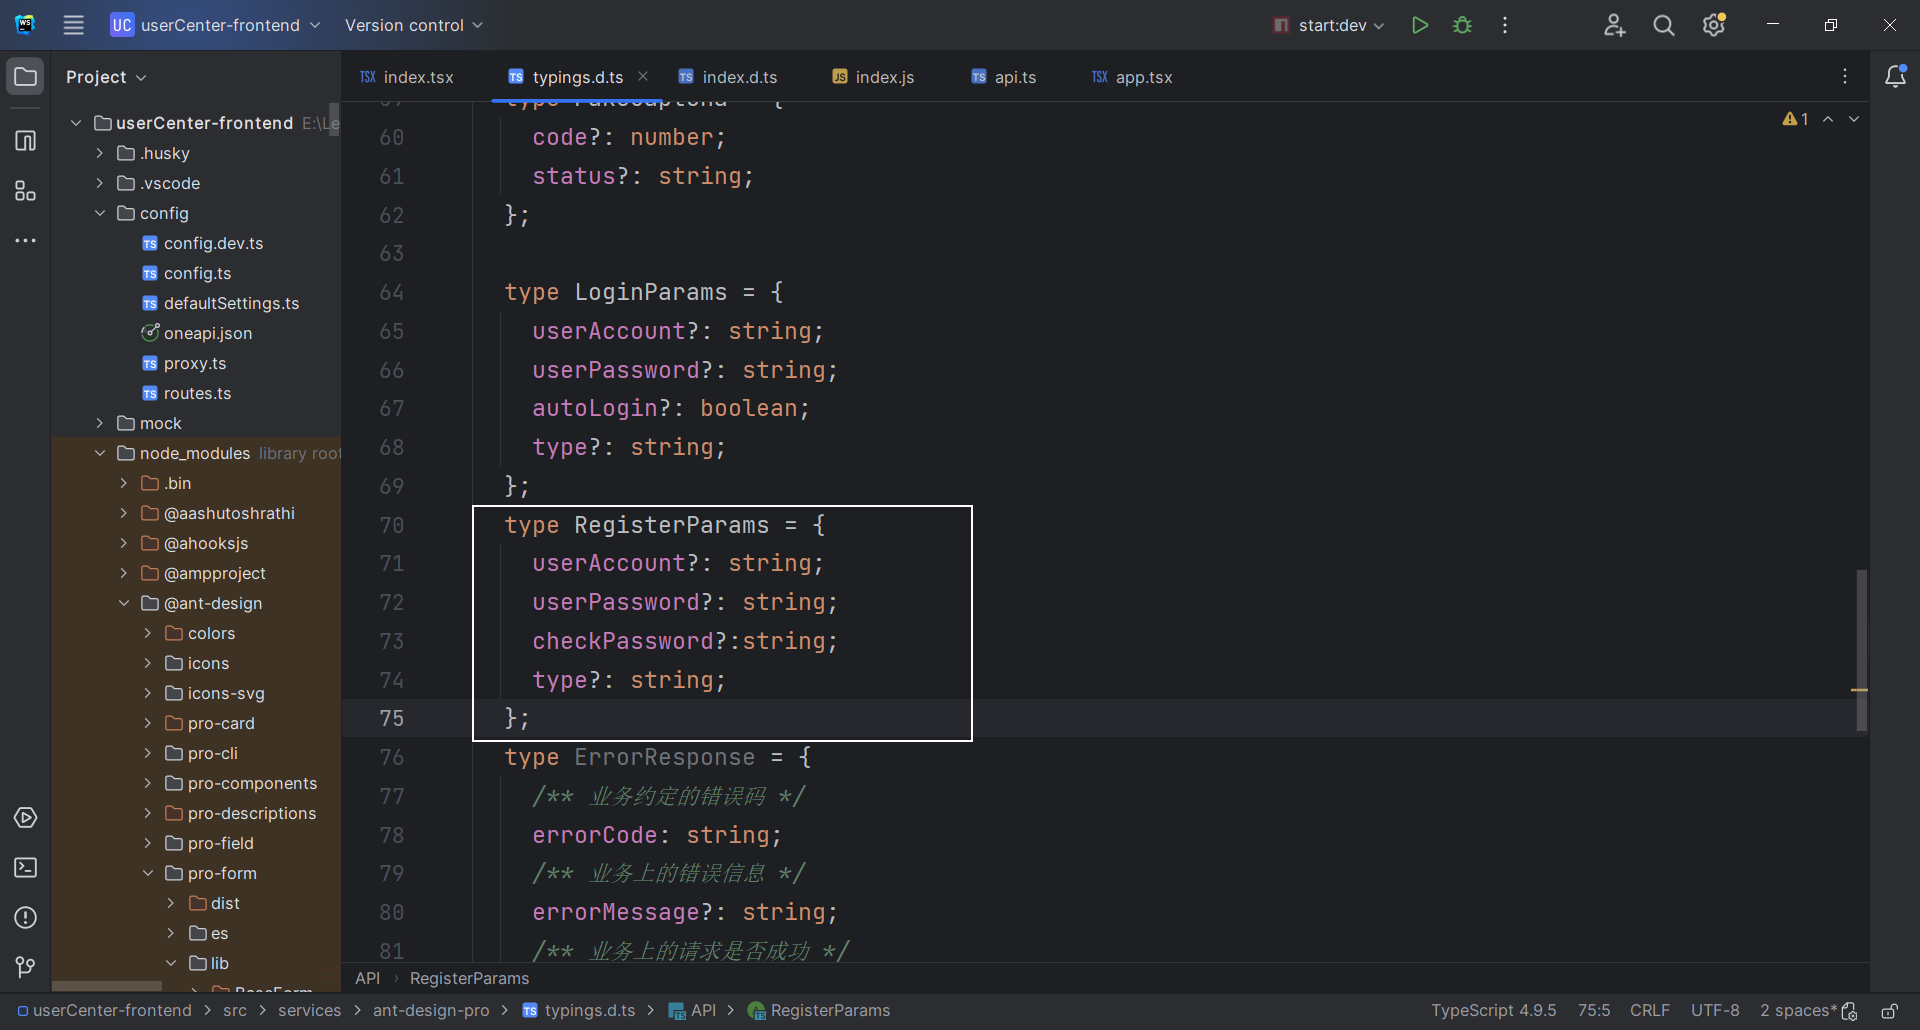 WS
UC userCenter-frontend
Version control
start:dev
Project
index.tsx
typings.d.ts
index.d.ts
index.js
api.ts
app.tsx
userCenter-frontend E:\Le
.husky
.vscode
config
config.dev.ts
config.ts
defaultSettings.ts
oneapi.json
proxy.ts
routes.ts
mock
node_modules library root
.bin
@aashutoshrathi
@ahooksjs
@ampproject
@ant-design
colors
icons
icons-svg
pro-card
pro-cli
pro-components
pro-descriptions
pro-field
pro-form
dist
es
lib
BaseForm
1
60 code?: number;
61 status?: string;
62 };
63
64 type LoginParams = {
65 userAccount?: string;
66 userPassword?: string;
67 autoLogin?: boolean;
68 type?: string;
69 };
70 type RegisterParams = {
71 userAccount?: string;
72 userPassword?: string;
73 checkPassword?:string;
74 type?: string;
75 };
76 type ErrorResponse = {
77 /** 业务约定的错误码 */
78 errorCode: string;
79 /** 业务上的错误信息 */
80 errorMessage?: string;
81 /** 业务上的请求是否成功 */
API › RegisterParams
userCenter-frontend > src > services > ant-design-pro > typings.d.ts > API > RegisterParams
TypeScript 4.9.5 75:5 CRLF UTF-8 2 spaces*